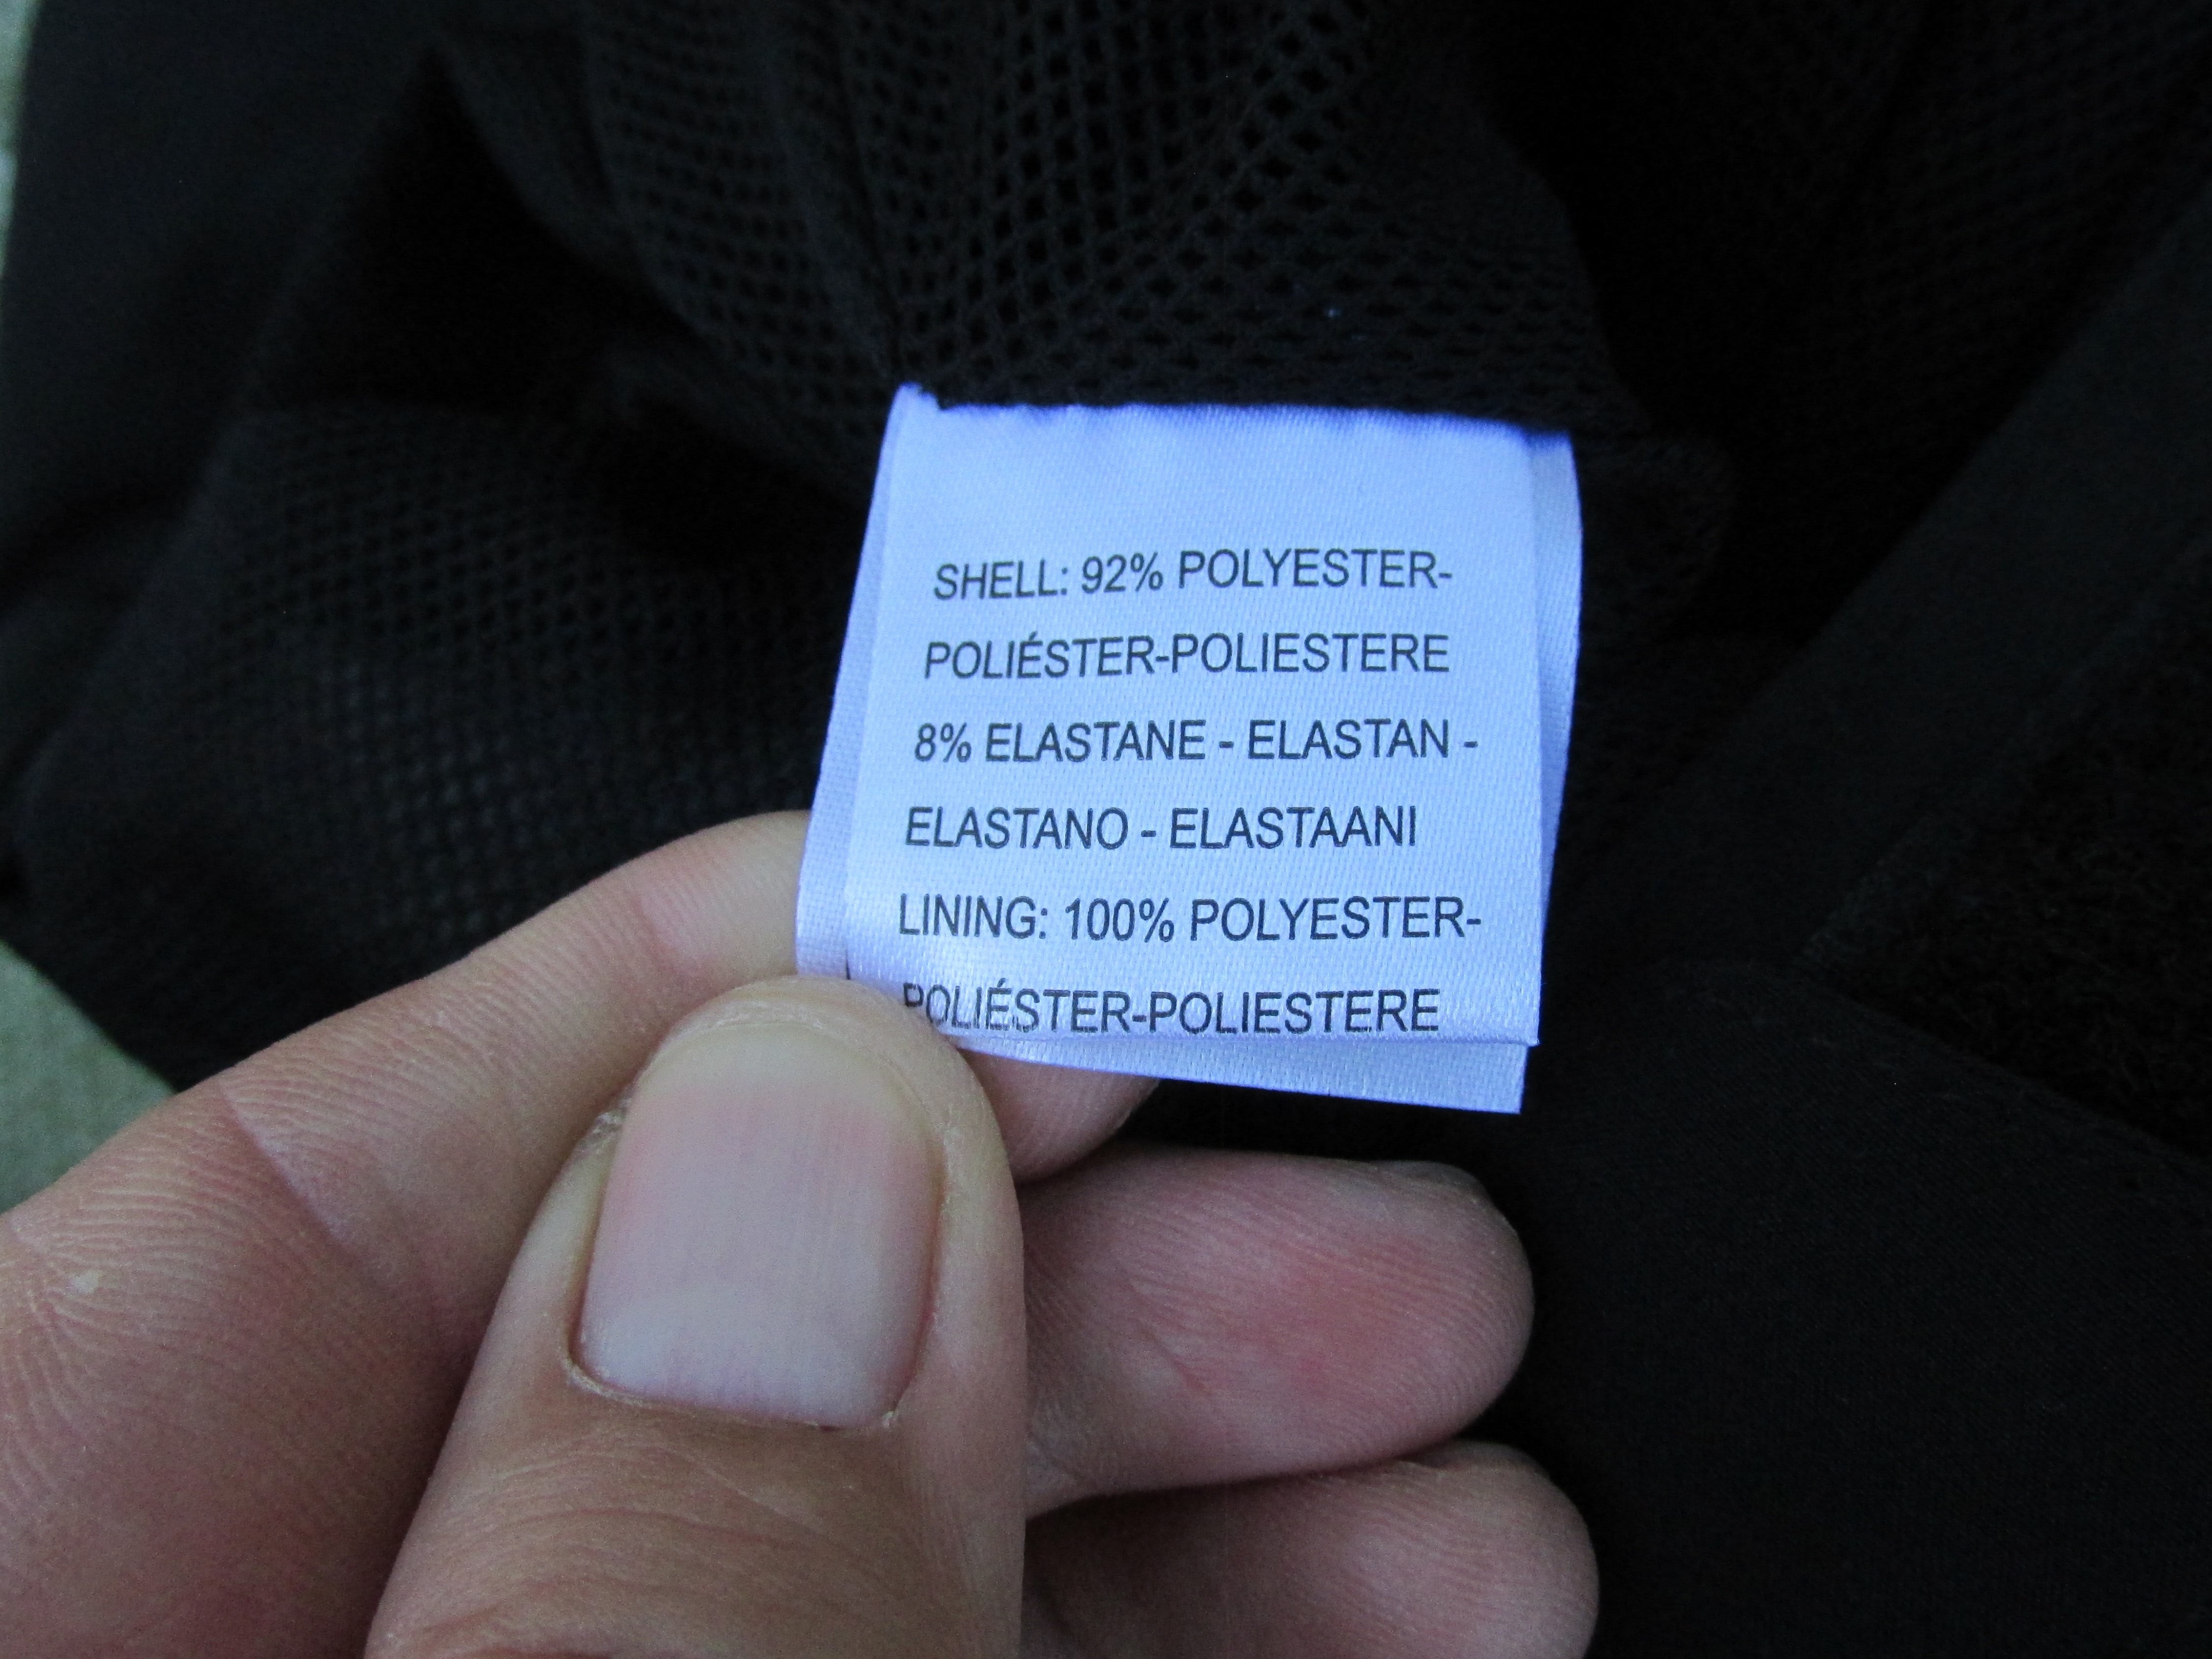 SHELL: 92% POLYESTER-
POLIÉSTER-POLIESTERE
8% ELASTANE - ELASTAN -
ELASTANO - ELASTAANI
LINING: 100% POLYESTER-
POLIÉSTER-POLIESTERE